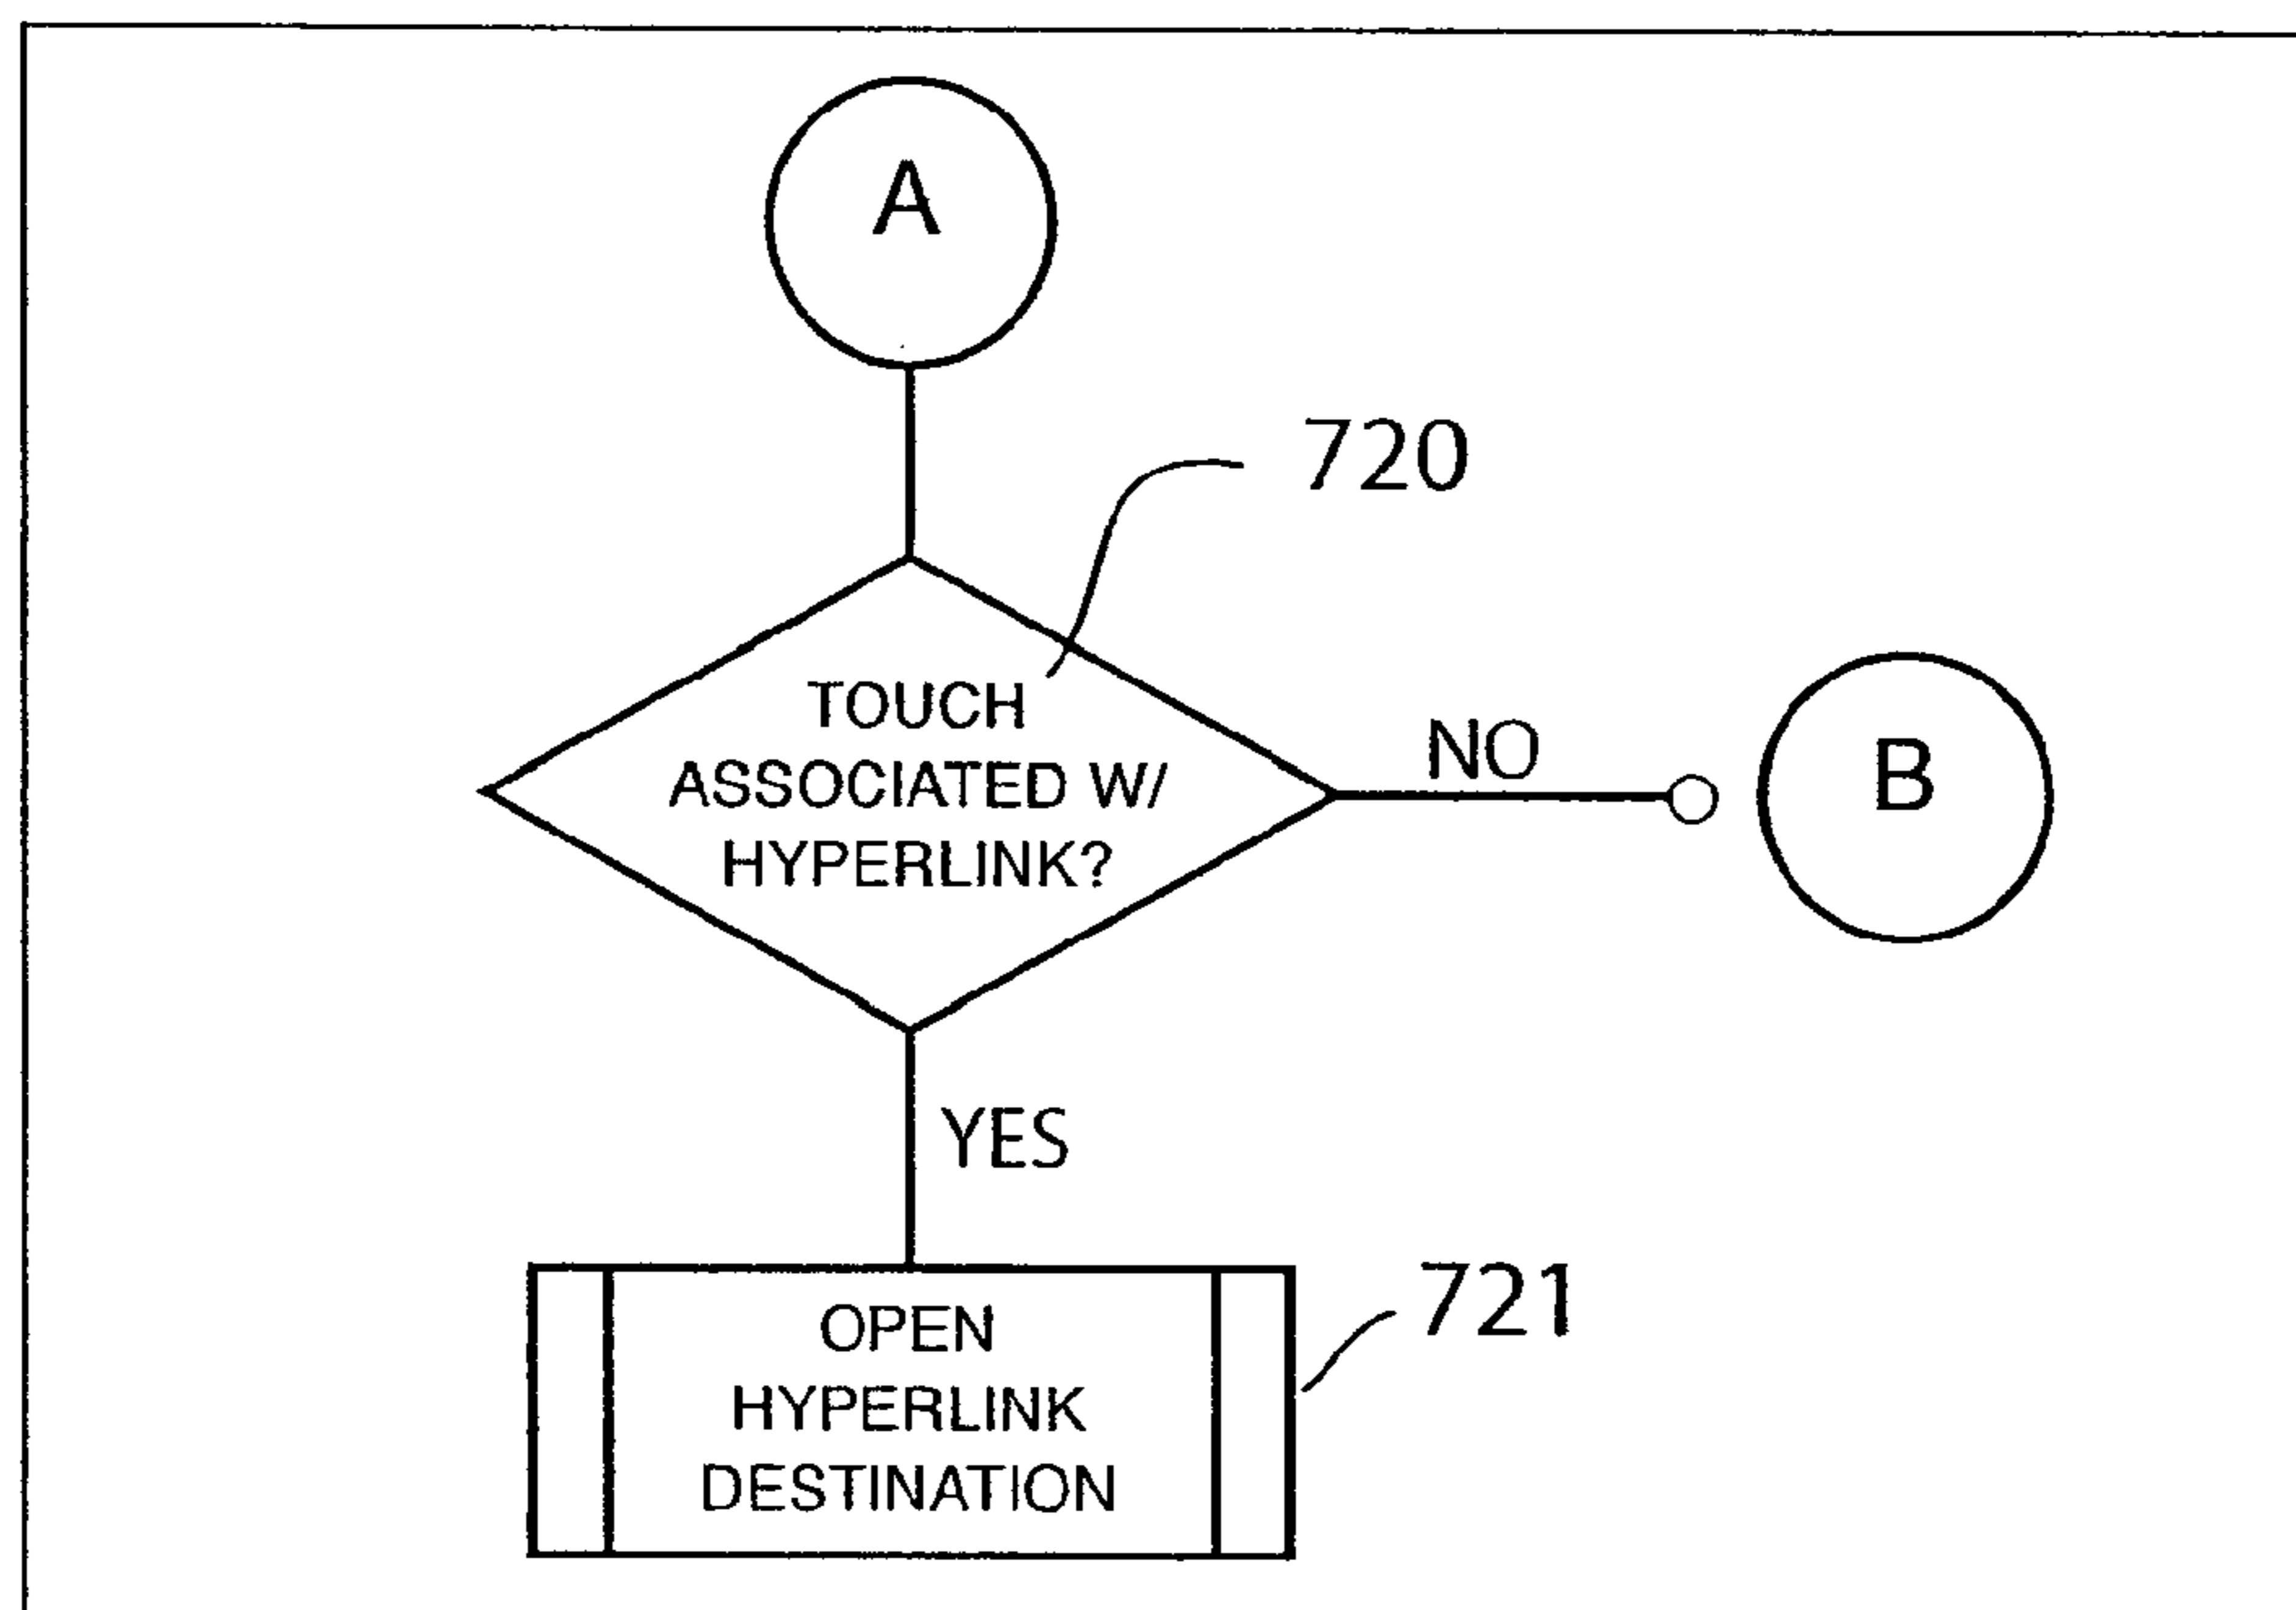 A
720
TOUCH
ASSOCIATED W/
HYPERLINK?
NO
B
YES
OPEN
HYPERLINK
DESTINATION
721